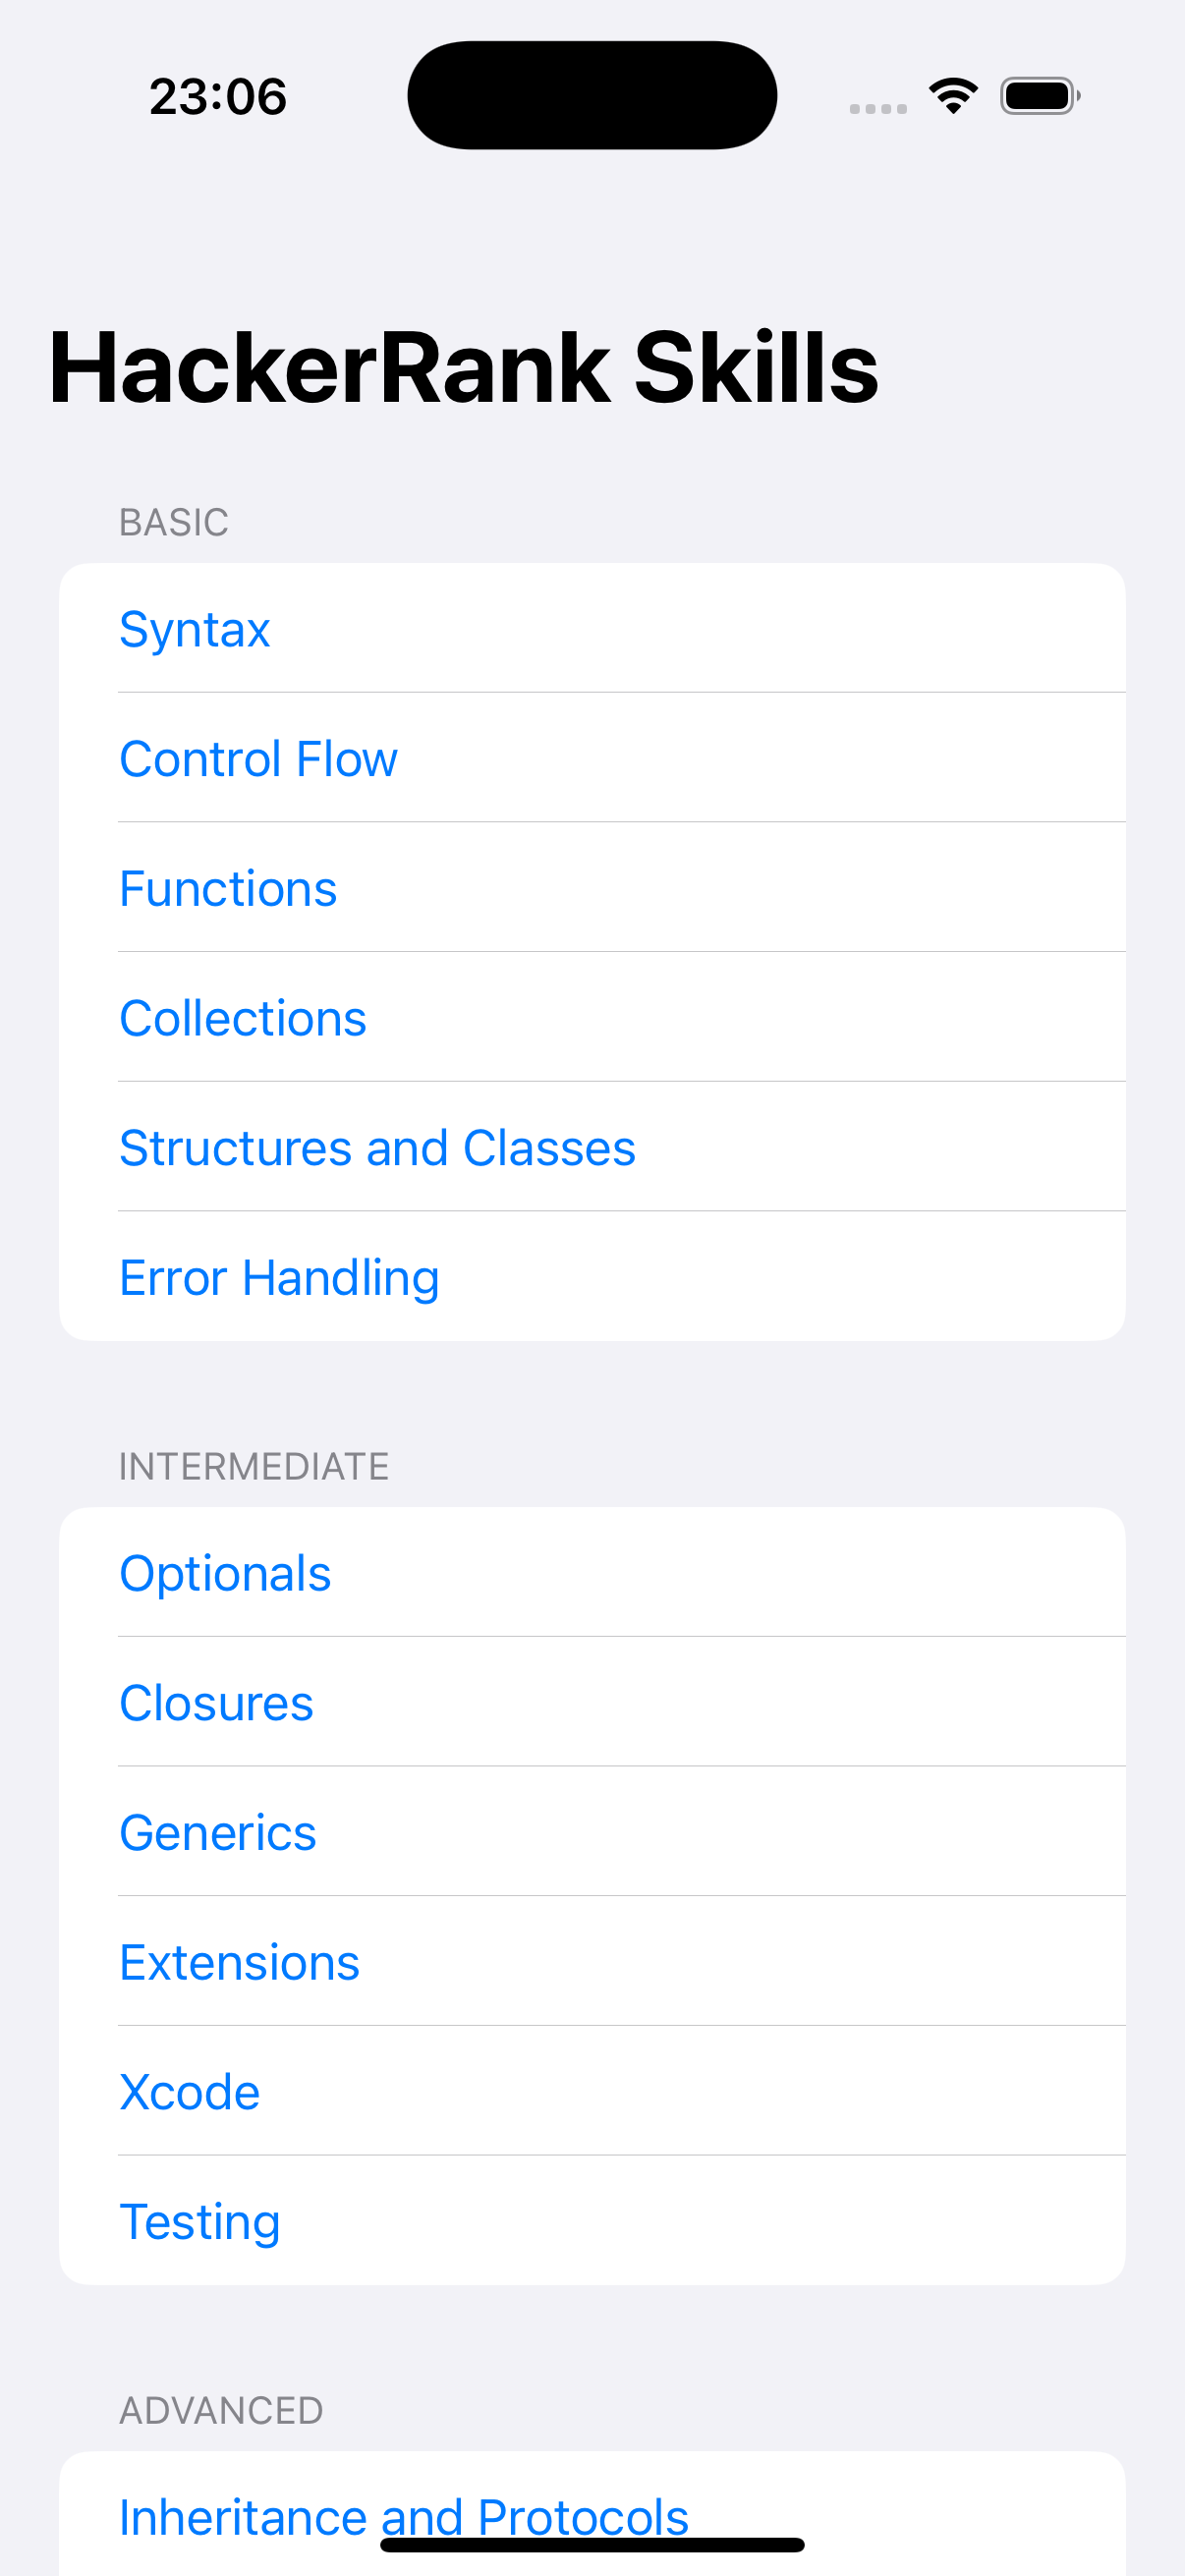 23:06
HackerRank Skills
BASIC
Syntax
Control Flow
Functions
Collections
Structures and Classes
Error Handling
INTERMEDIATE
Optionals
Closures
Generics
Extensions
Xcode
Testing
ADVANCED
Inheritance and Protocols